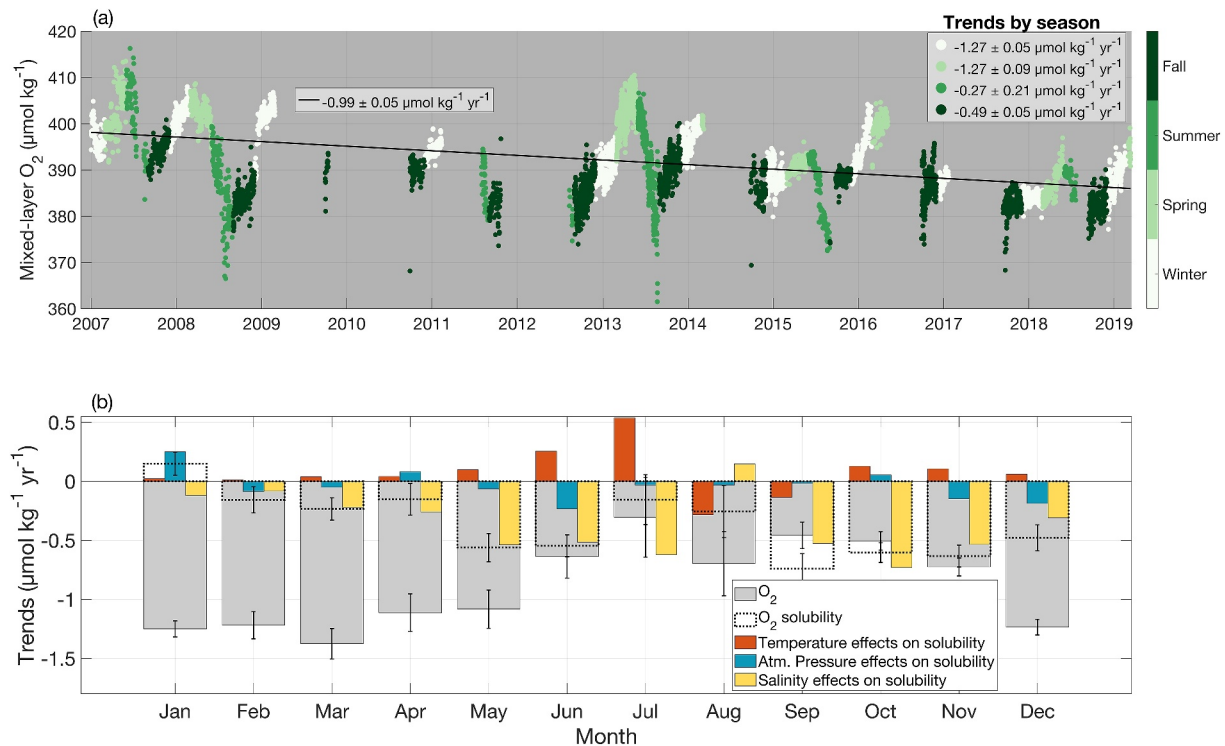 (a)
Trends by season
420
410
400
390
380
370
360
Mixed-layer O2 (μmol kg-1)
-0.99 ± 0.05 μmol kg-1 yr-1
-1.27 ± 0.05 μmol kg-1 yr-1
-1.27 ± 0.09 μmol kg-1 yr-1
-0.27 ± 0.21 μmol kg-1 yr-1
-0.49 ± 0.05 μmol kg-1 yr-1
Fall
Summer
Spring
Winter
2007 2008 2009 2010 2011 2012 2013 2014 2015 2016 2017 2018 2019
(b)
0.5
0
-0.5
-1
-1.5
Trends (μmol kg-1 yr-1)
O2
O2 solubility
Temperature effects on solubility
Atm. Pressure effects on solubility
Salinity effects on solubility
Jan Feb Mar Apr May Jun Jul Aug Sep Oct Nov Dec
Month